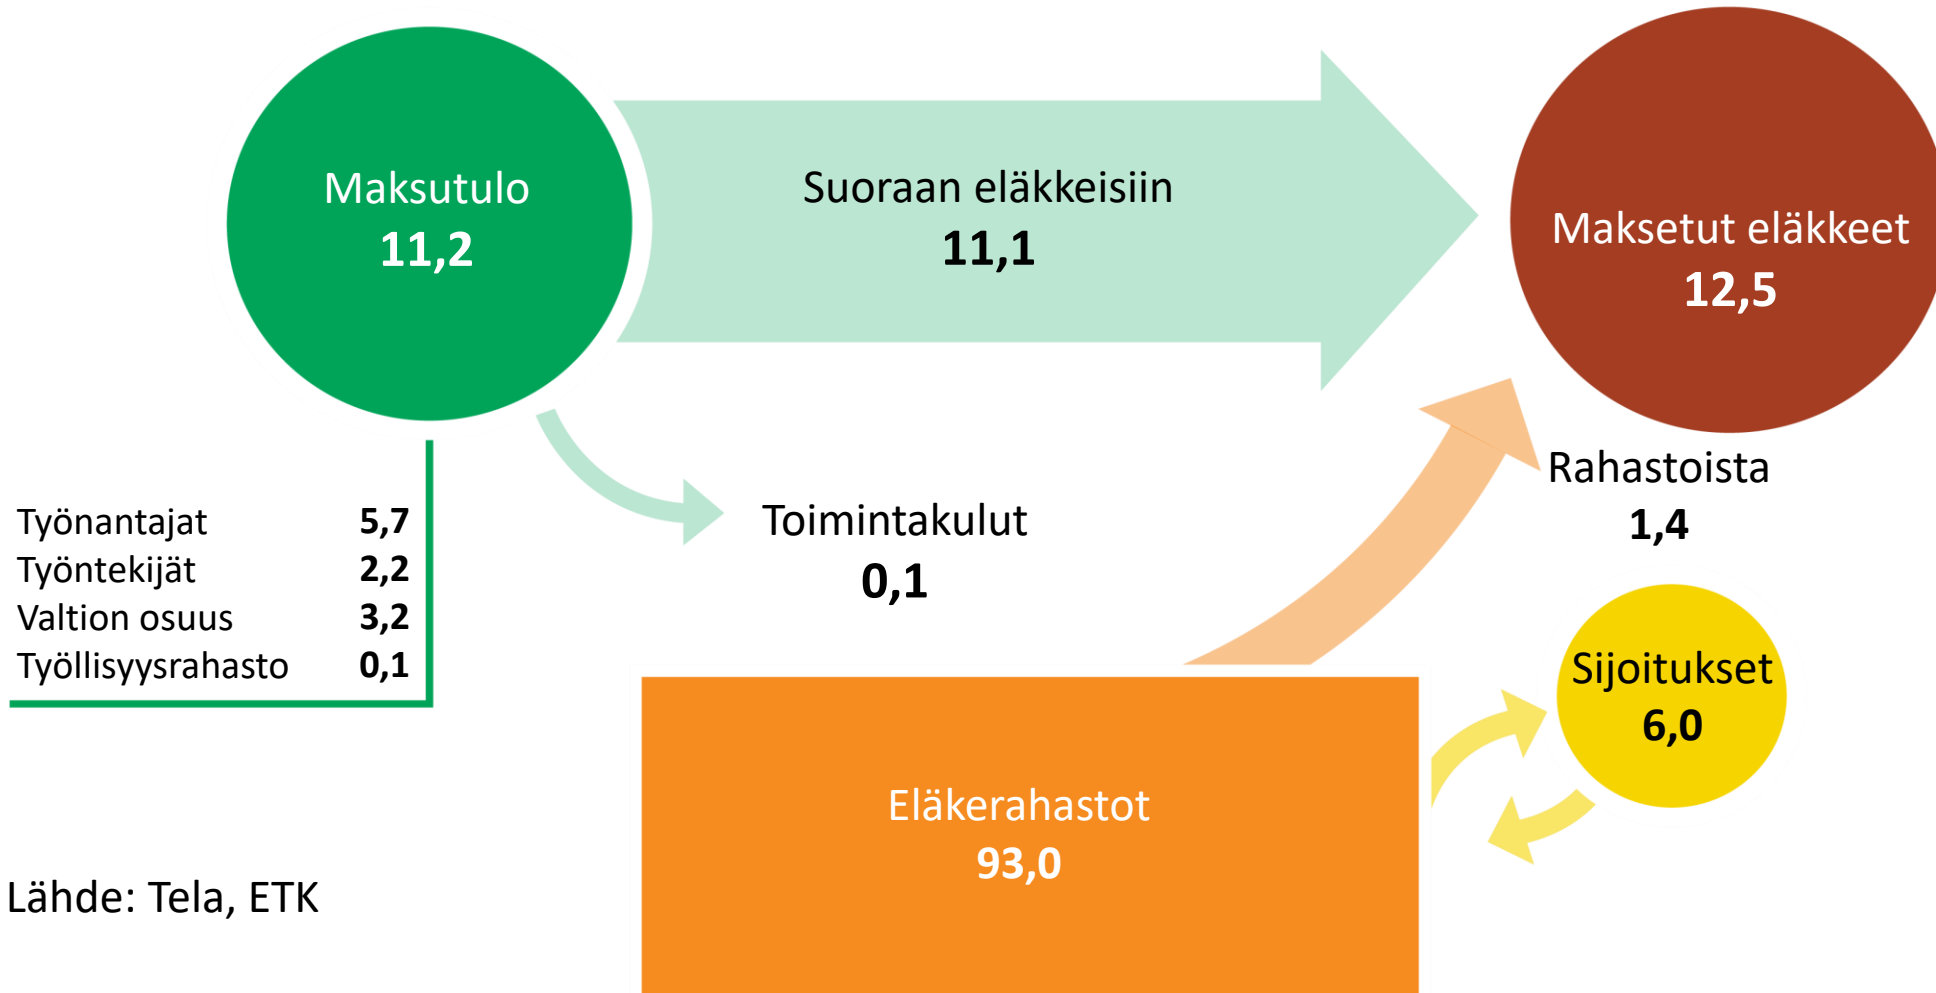 Maksutulo
11,2
Suoraan eläkkeisiin
11,1
Maksetut eläkkeet
12,5
Työnantajat 5,7
Työntekijät 2,2
Valtion osuus 3,2
Työllisyysrahasto 0,1
Toimintakulut
0,1
Rahastoista
1,4
Sijoitukset
6,0
Eläkerahastot
93,0
Lähde: Tela, ETK